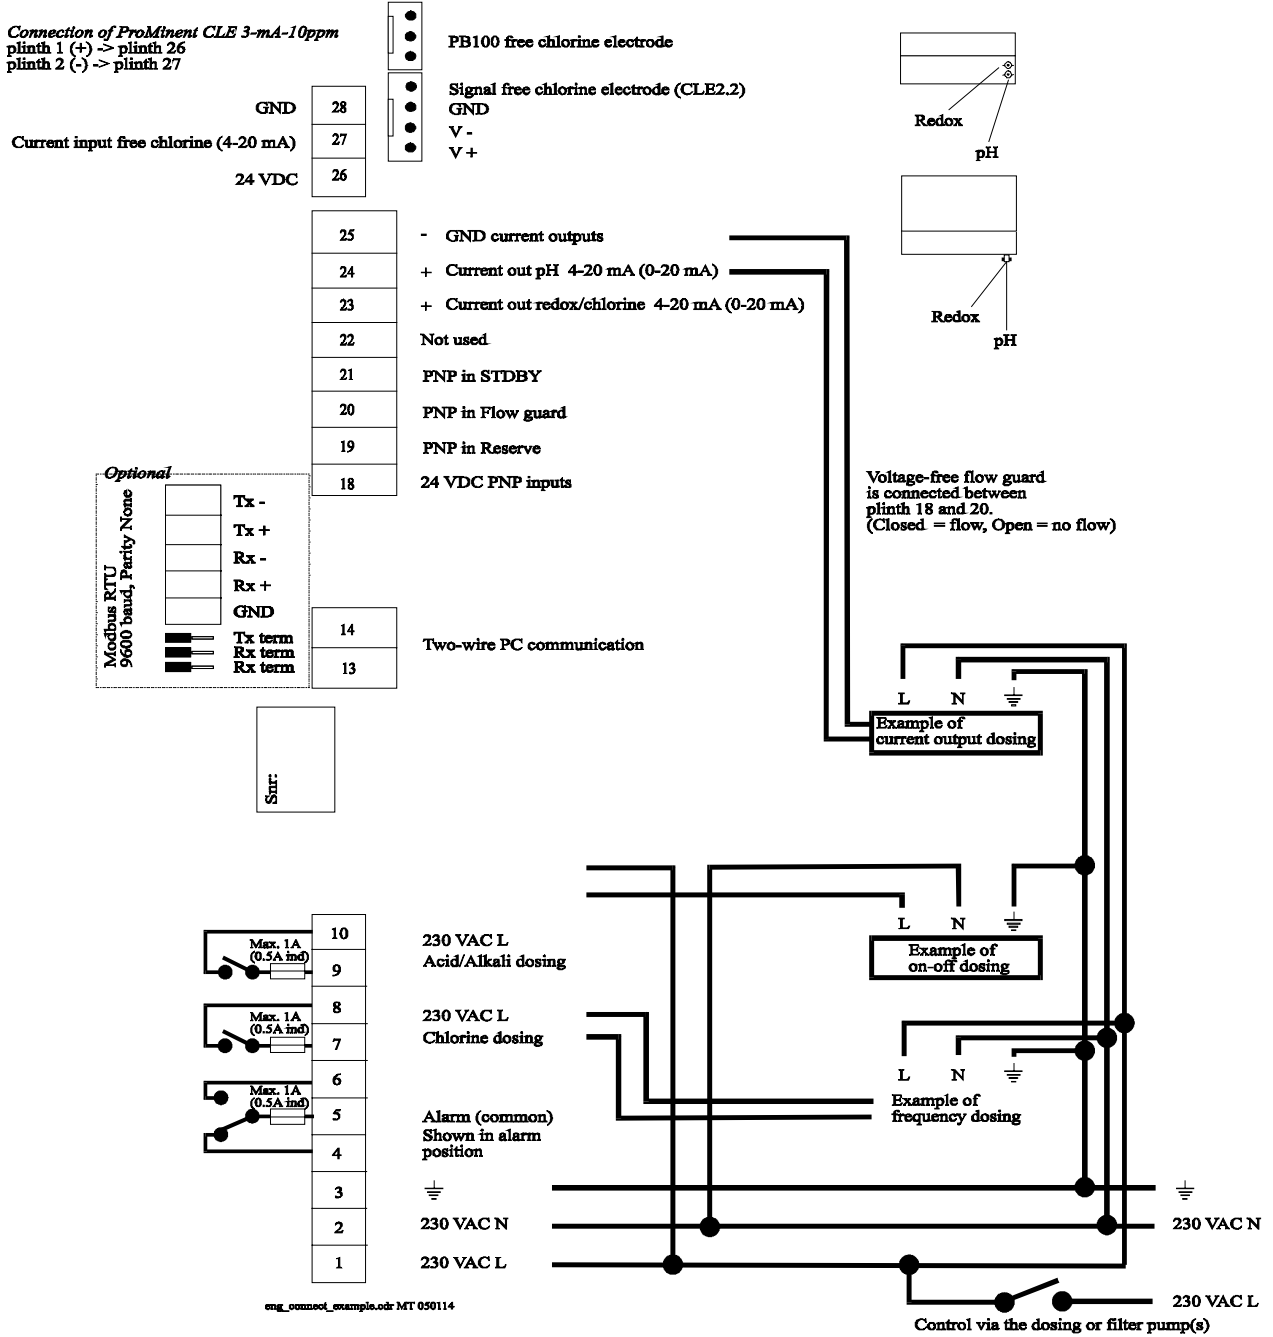 Connection of ProMinent CLE 3-mA-10ppm
plinth 1 (+) -> plinth 26
plinth 2 (-) -> plinth 27
PB100 free chlorine electrode
Signal free chlorine electrode (CLE2.2)
GND
V -
V +
GND
28
Current input free chlorine (4-20 mA)
27
24 VDC
26
Redox
pH
Redox
pH
25
- GND current outputs
24
+ Current out pH 4-20 mA (0-20 mA)
23
+ Current out redox/chlorine 4-20 mA (0-20 mA)
22
Not used
21
PNP in STDBY
20
PNP in Flow guard
19
PNP in Reserve
18
24 VDC PNP inputs
Voltage-free flow guard
is connected between
plinth 18 and 20.
(Closed = flow, Open = no flow)
Optional
Modbus RTU
9600 baud, Parity None
Tx -
Tx +
Rx -
Rx +
GND
Tx term
Rx term
Rx term
14
13
Two-wire PC communication
Snr:
L N
Example of
current output dosing
L N
Example of
on-off dosing
L N
Example of
frequency dosing
10
230 VAC L
Max. 1A
(0.5A ind)
9
Acid/Alkali dosing
8
230 VAC L
Max. 1A
(0.5A ind)
7
Chlorine dosing
6
Max. 1A
(0.5A ind)
5
Alarm (common)
Shown in alarm
position
4
3
2
230 VAC N
230 VAC N
1
230 VAC L
230 VAC L
Control via the dosing or filter pump(s)
eng_connect_example.cdr MT 050114